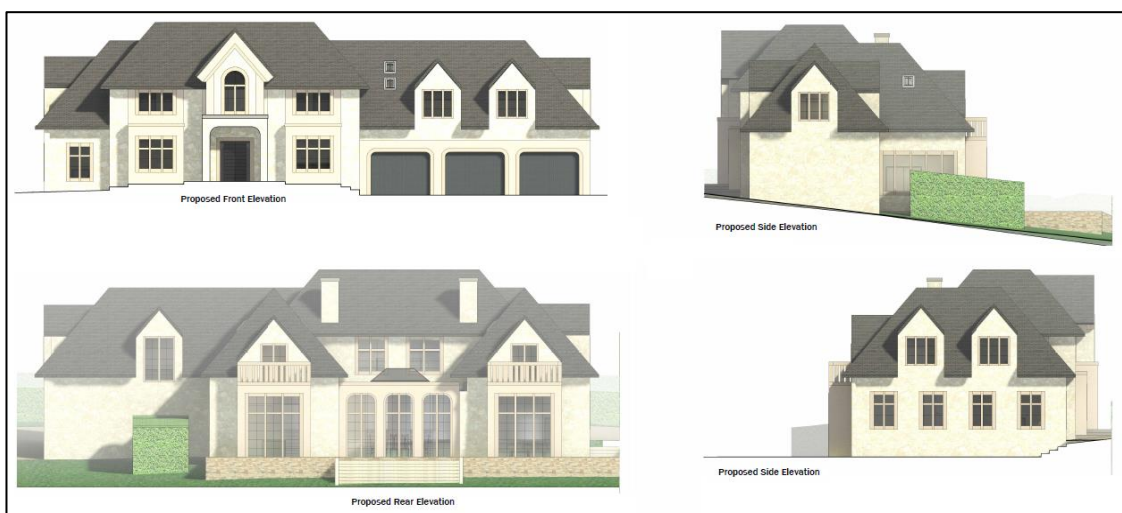 Proposed Front Elevation
Proposed Side Elevation
Proposed Rear Elevation
Proposed Side Elevation